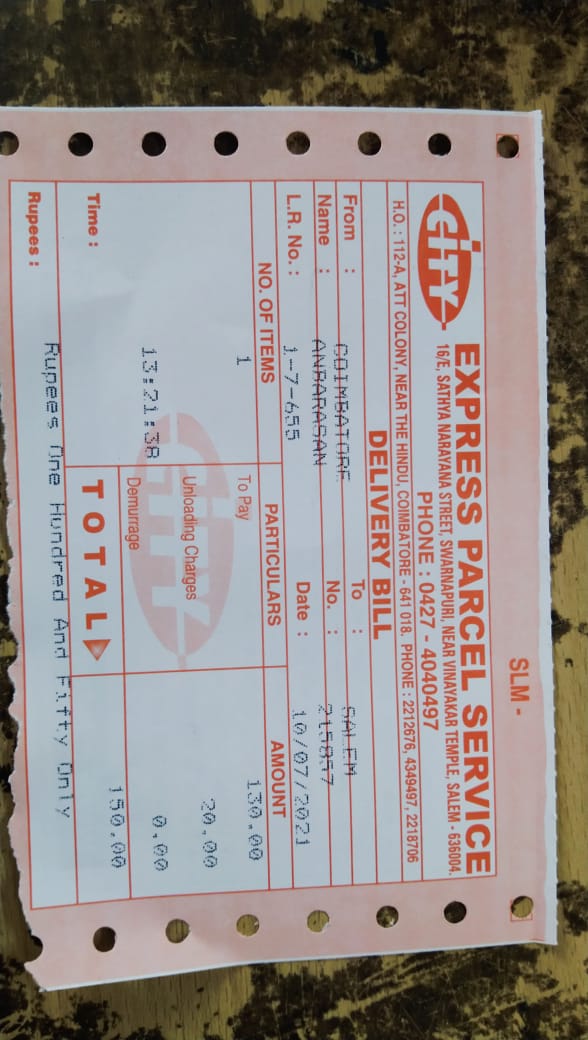 SLM -
CITY
EXPRESS PARCEL SERVICE
16/E, SATHYA NARAYANA STREET, SWARNAPURI, NEAR VINAYAKAR TEMPLE, SALEM - 636004.
PHONE : 0427 - 4040497
H.O. : 112-A, ATT COLONY, NEAR THE HINDU, COIMBATORE - 641 018. PHONE : 2212676, 4349497, 2218706
DELIVERY BILL
From : COIMBATORE To : SALEM
Name : ANBARASAN No. : 215857
L.R. No. : 1-7-655 Date : 10/07/2021
NO. OF ITEMS PARTICULARS AMOUNT
1 To Pay 130.00
CITY
Unloading Charges 20.00
13:21:38 Demurrage 0.00
Time : TOTAL 150.00
Rupees : Rupees One Hundred And Fifty Only